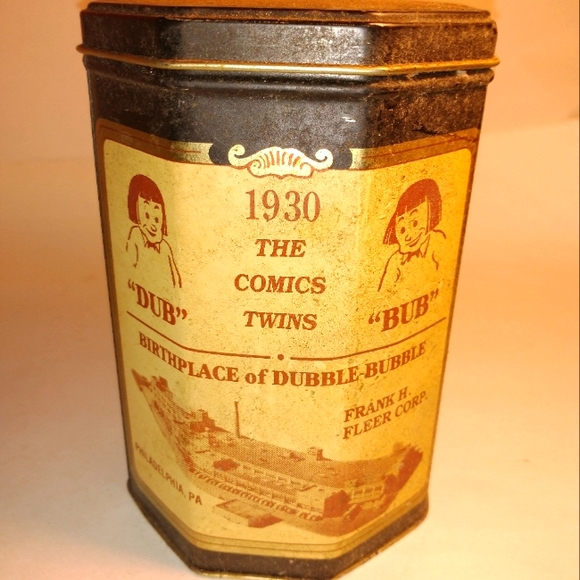 1930
THE
COMICS
TWINS
"DUB"
"BUB"
BIRTHPLACE of DUBBLE-BUBBLE
FRANK H.
FLEER CORP.
PHILADELPHIA, PA